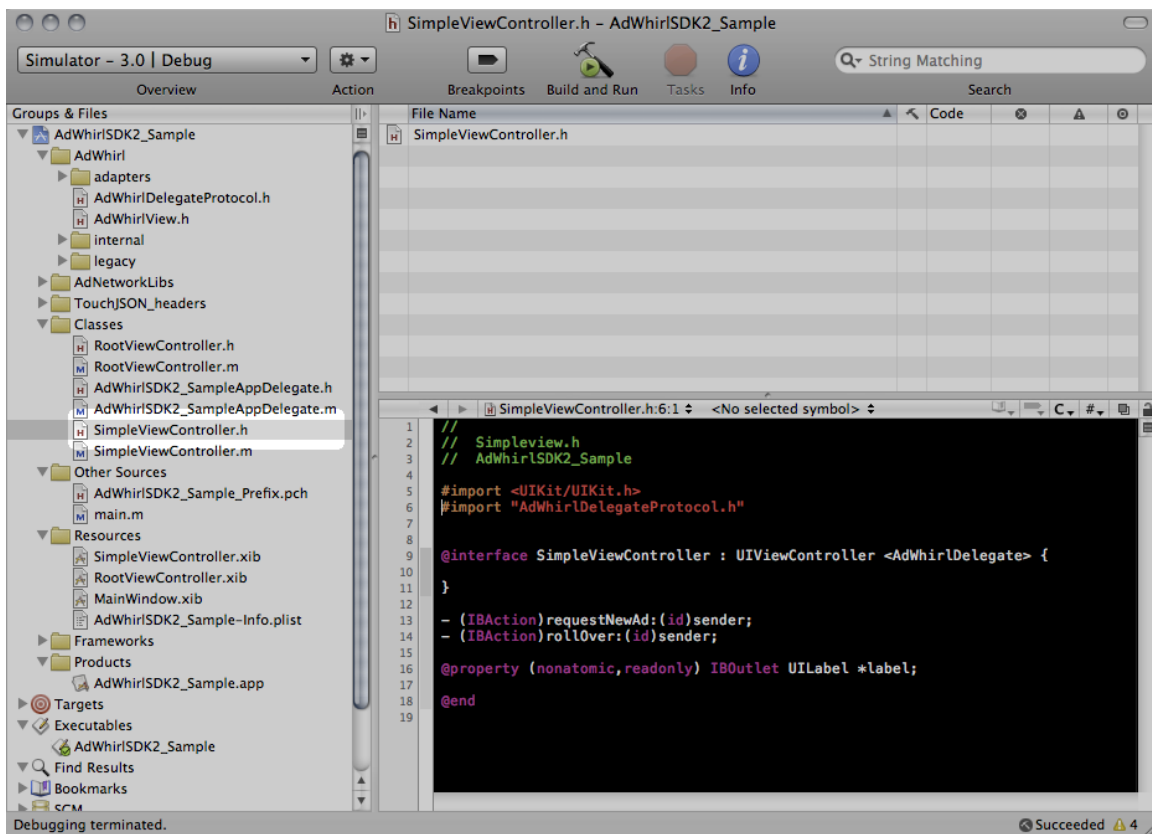 SimpleViewController.h - AdWhirlSDK2_Sample
Simulator - 3.0 | Debug
String Matching
Overview
Action
Breakpoints
Build and Run
Tasks
Info
Search
Groups & Files
AdWhirlSDK2_Sample
AdWhirl
adapters
AdWhirlDelegateProtocol.h
AdWhirlView.h
internal
legacy
AdNetworkLibs
TouchJSON_headers
Classes
RootViewController.h
RootViewController.m
AdWhirlSDK2_SampleAppDelegate.h
AdWhirlSDK2_SampleAppDelegate.m
SimpleViewController.h
SimpleViewController.m
Other Sources
AdWhirlSDK2_Sample_Prefix.pch
main.m
Resources
SimpleViewController.xib
RootViewController.xib
MainWindow.xib
AdWhirlSDK2_Sample-Info.plist
Frameworks
Products
AdWhirlSDK2_Sample.app
Targets
Executables
AdWhirlSDK2_Sample
Find Results
Bookmarks
SCM
File Name
Code
SimpleViewController.h
SimpleViewController.h:6:1
<No selected symbol>
C
#
1 //
2 // Simpleview.h
3 // AdWhirlSDK2_Sample
4
5 #import <UIKit/UIKit.h>
6 #import "AdWhirlDelegateProtocol.h"
7
8
9 @interface SimpleViewController : UIViewController <AdWhirlDelegate> {
10
11 }
12
13 - (IBAction)requestNewAd:(id)sender;
14 - (IBAction)rollOver:(id)sender;
15
16 @property (nonatomic,readonly) IBOutlet UILabel *label;
17
18 @end
19
Debugging terminated.
Succeeded
4